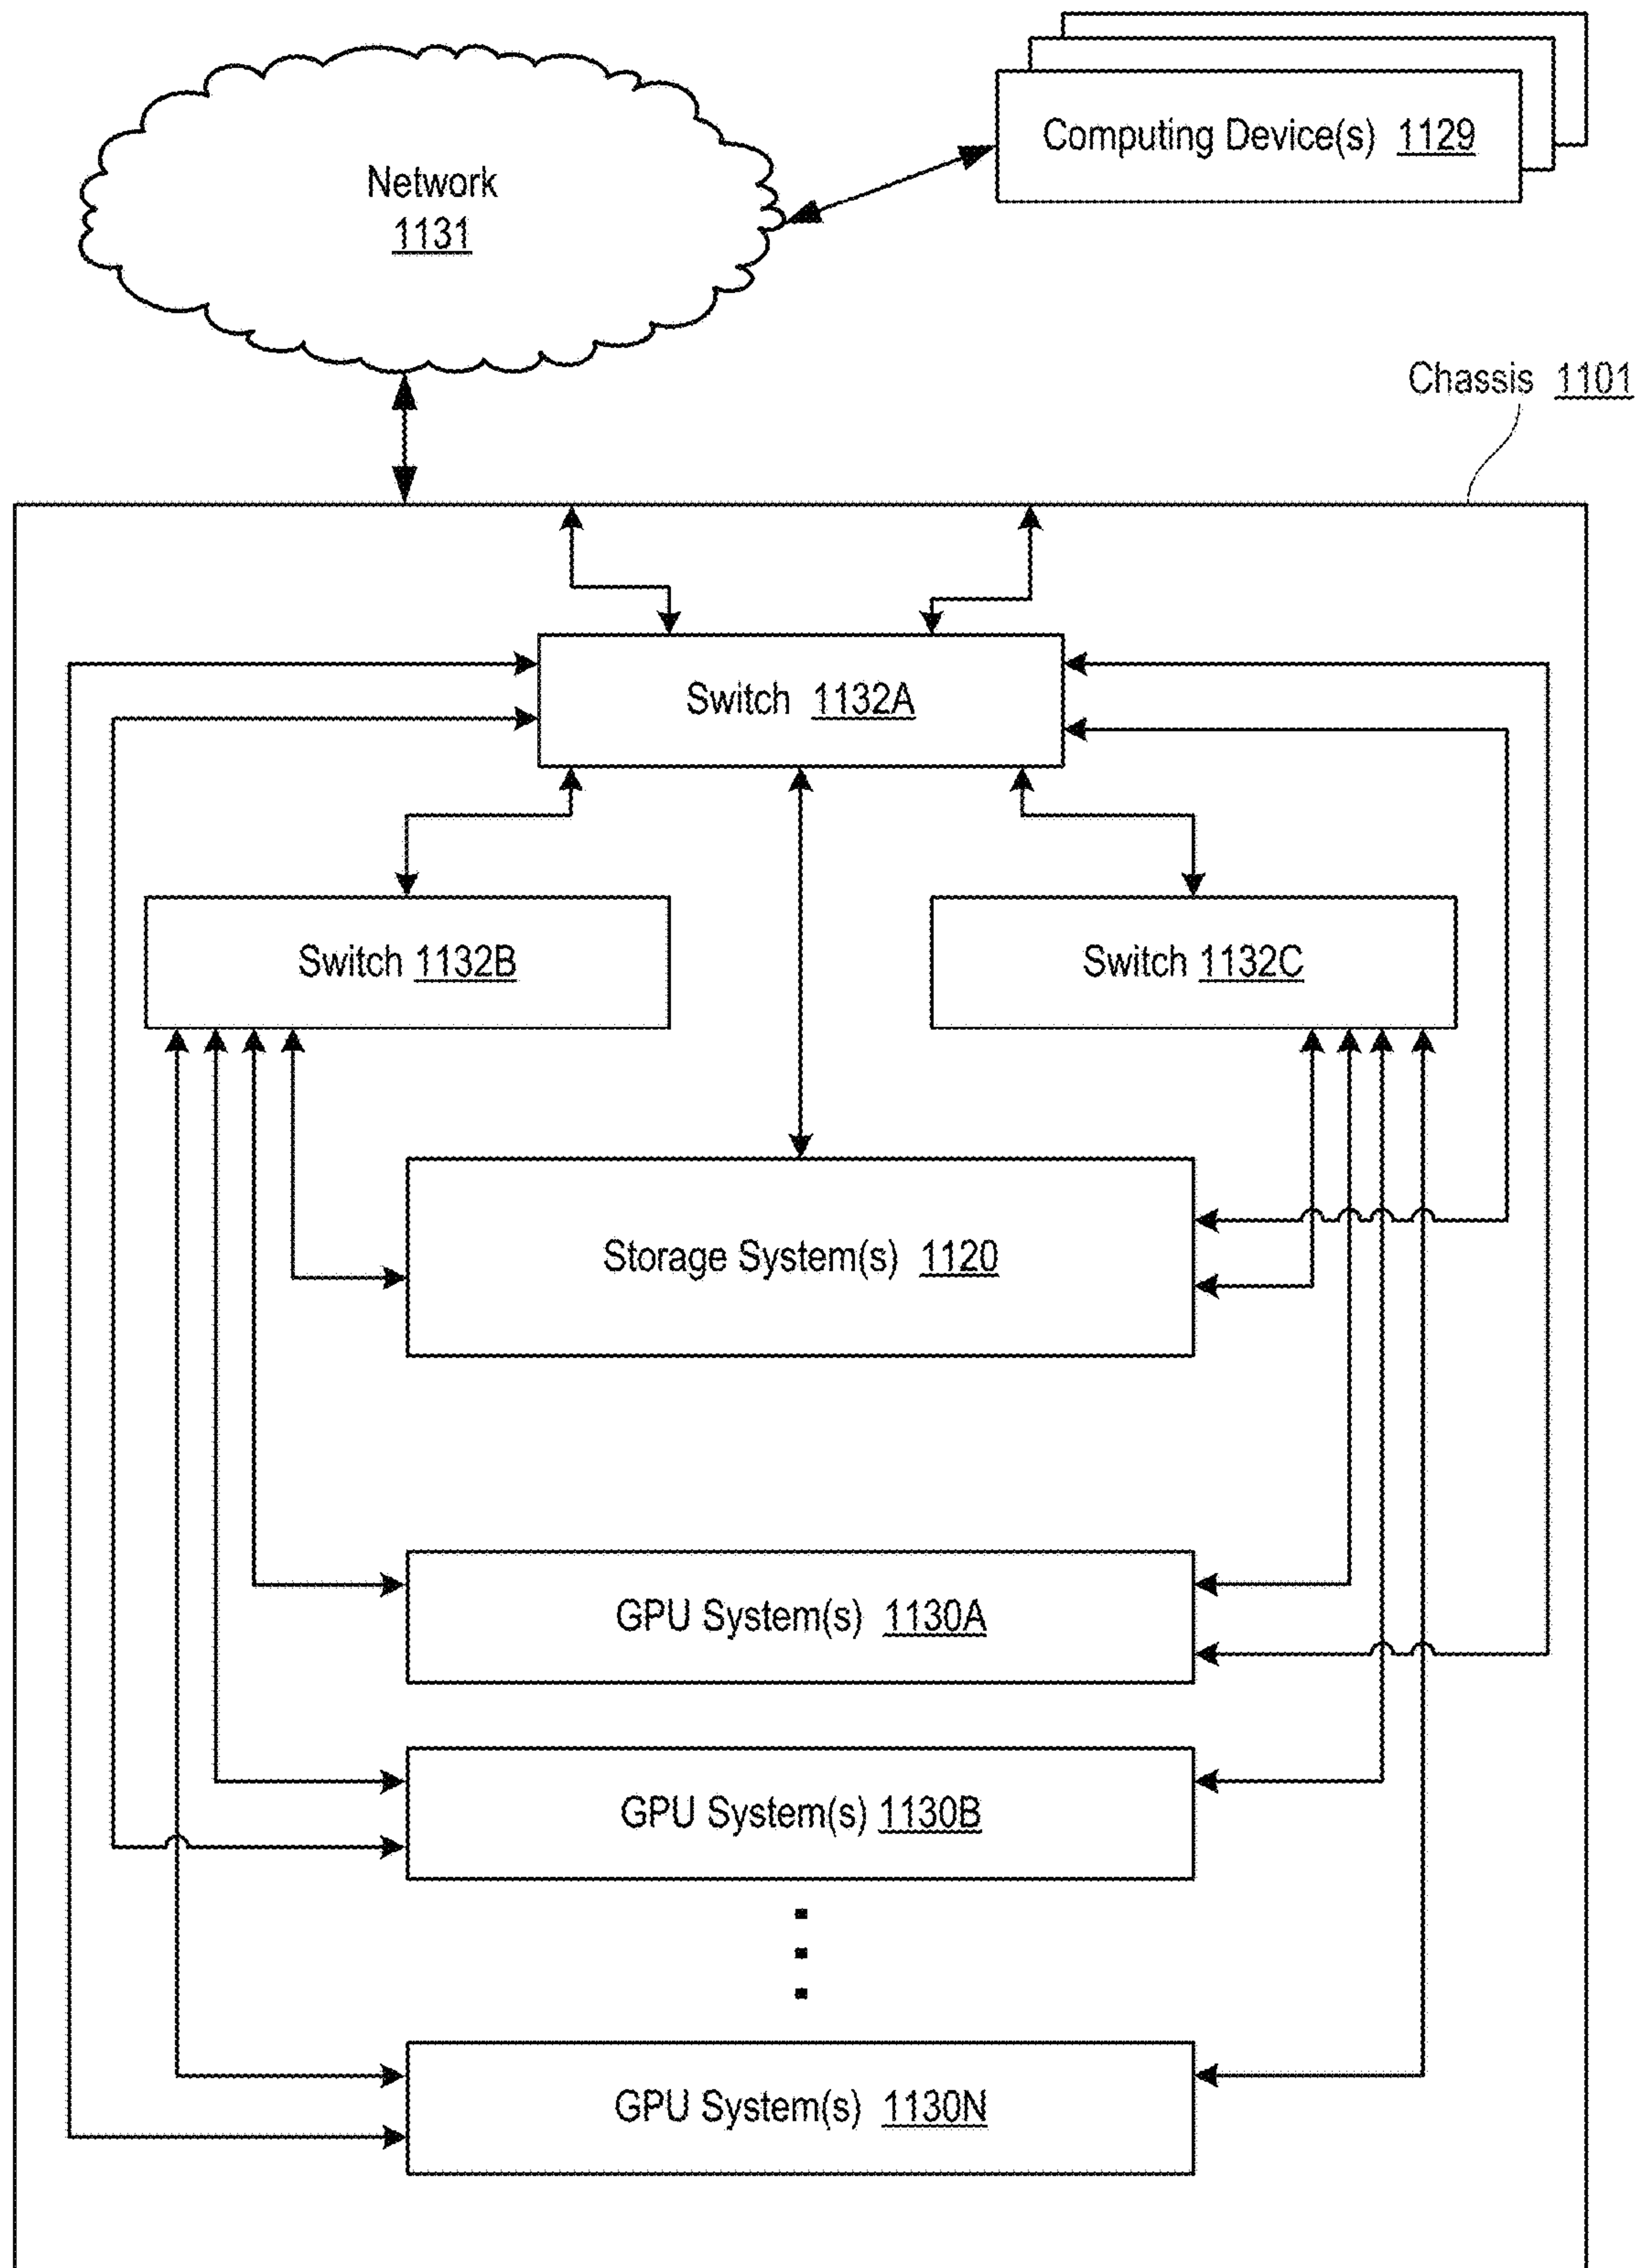 Computing Device(s) 1129
Network
1131
Chassis 1101
Switch 1132A
Switch 1132B
Switch 1132C
Storage System(s) 1120
GPU System(s) 1130A
GPU System(s) 1130B
GPU System(s) 1130N